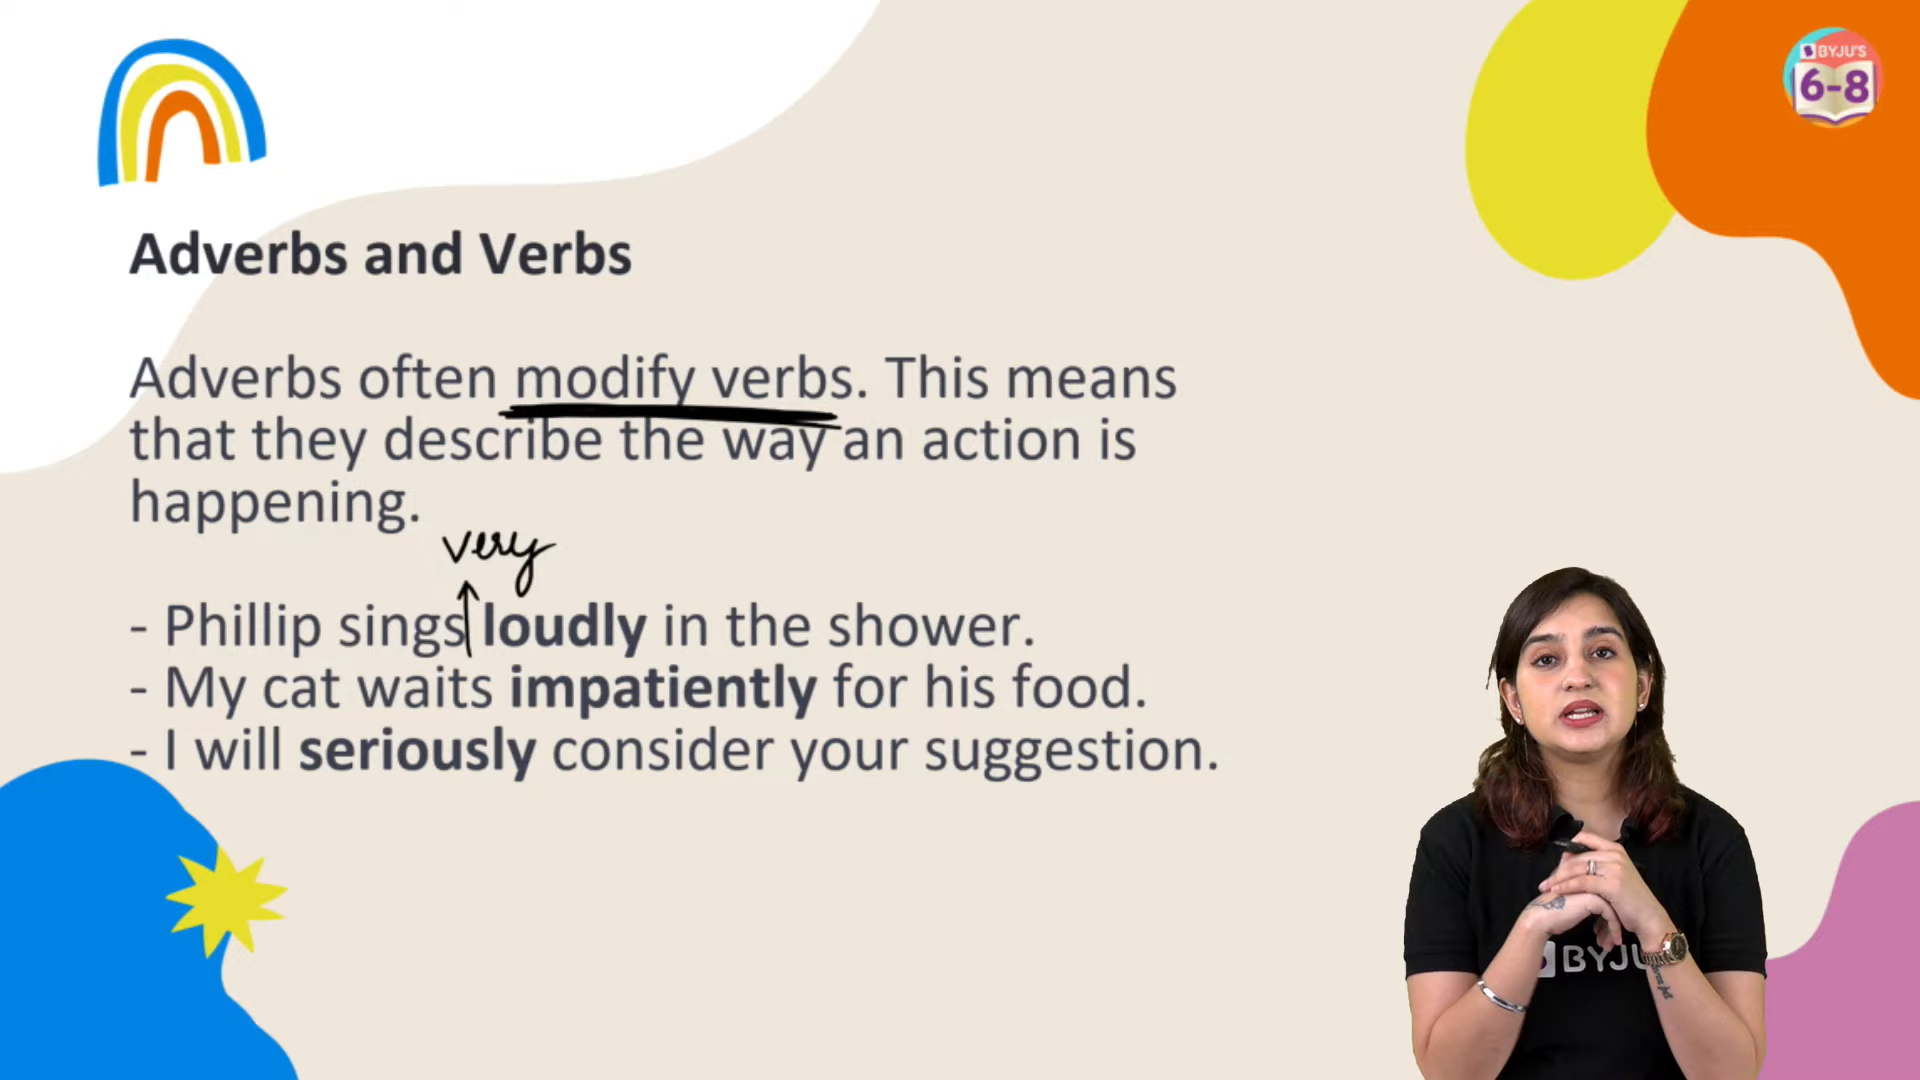 BYJU'S
6-8
Adverbs and Verbs
Adverbs often modify verbs. This means
that they describe the way an action is
happening.
very
- Phillip sings loudly in the shower.
- My cat waits impatiently for his food.
- I will seriously consider your suggestion.
BYJU